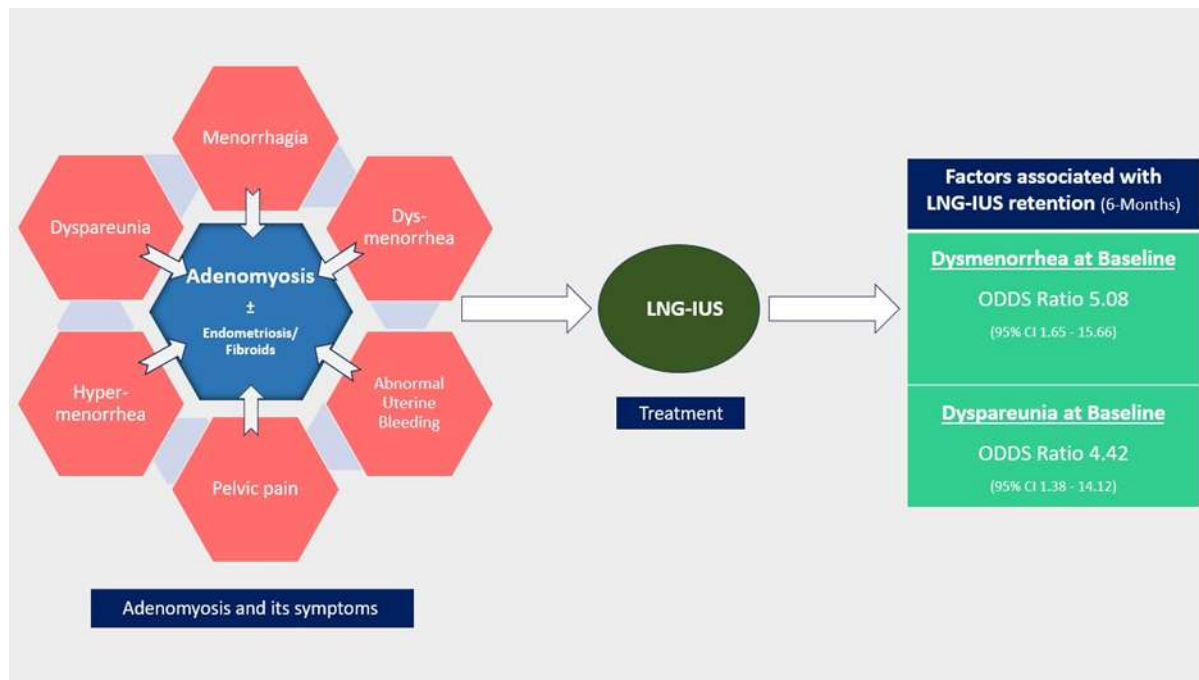 Menorrhagia
Dys-
menorrhea
Abnormal
Uterine
Bleeding
Pelvic pain
Hyper-
menorrhea
Dyspareunia
Adenomyosis
±
Endometriosis/
Fibroids
Adenomyosis and its symptoms
LNG-IUS
Treatment
Factors associated with
LNG-IUS retention (6-Months)
Dysmenorrhea at Baseline
ODDS Ratio 5.08
(95% CI 1.65 - 15.66)
Dyspareunia at Baseline
ODDS Ratio 4.42
(95% CI 1.38 - 14.12)